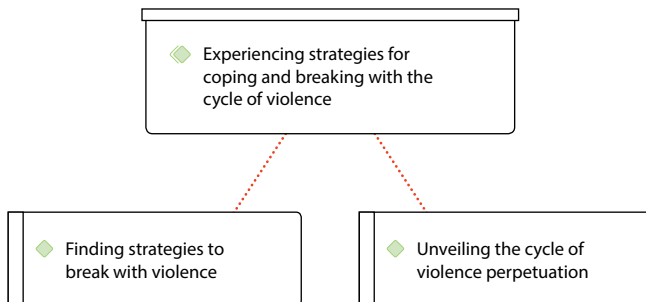 Experiencing strategies for
coping and breaking with the
cycle of violence
Finding strategies to
break with violence
Unveiling the cycle of
violence perpetuation